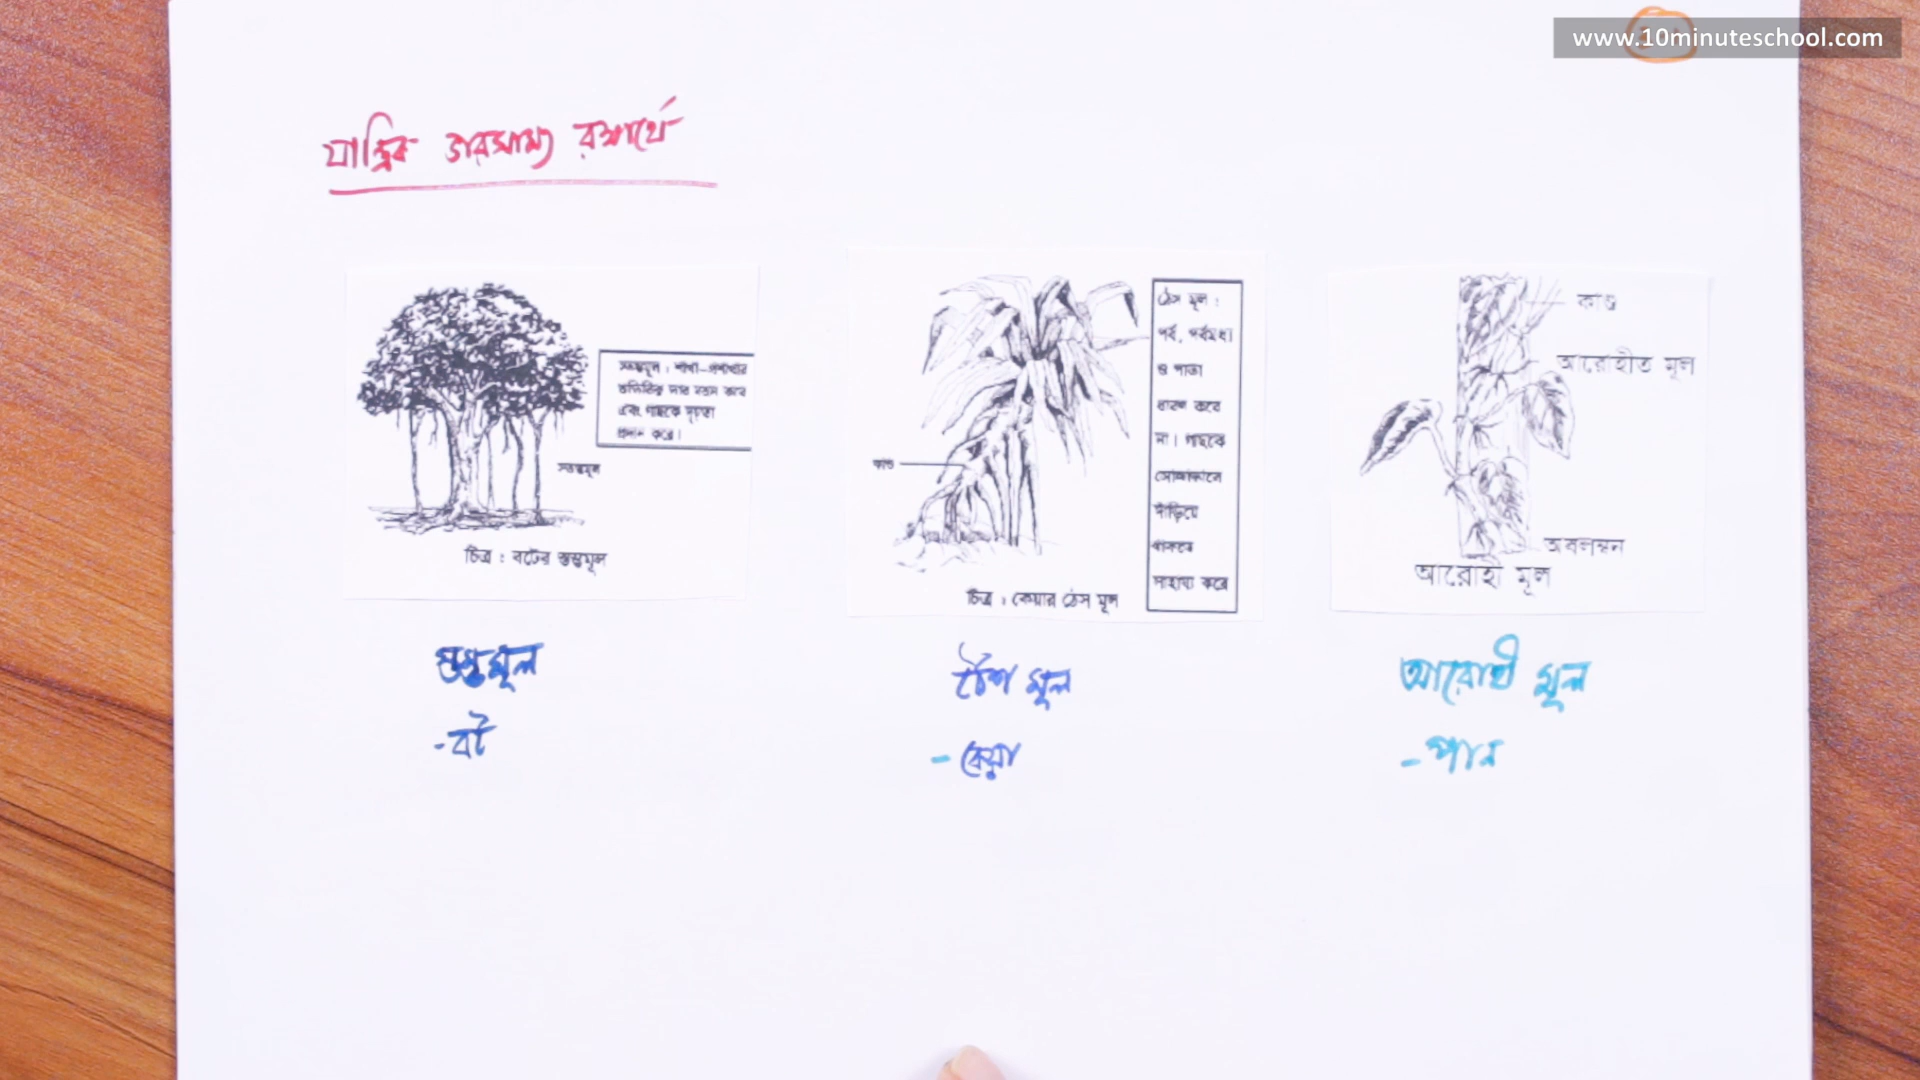 www.10minuteschool.com
যান্ত্রিক ভারসাম্য রক্ষার্থে
স্তম্ভমূল : শাখা-প্রশাখার
অতিরিক্ত ভার বহন করে
এবং গাছকে দৃঢ়তা
প্রদান করে।
স্তম্ভমূল
চিত্র : বটের স্তম্ভমূল
স্তম্ভমূল
-বট
কাণ্ড
ঠেস মূল :
পর্ব, পর্বমধ্য
ও পাতা
ধারণ করে
না। গাছকে
সোজাভাবে
দাঁড়িয়ে
থাকতে
সাহায্য করে
চিত্র : কেয়ার ঠেস মূল
ঠেশ মূল
- কেয়া
কাণ্ড
আরোহীত মূল
অবলম্বন
আরোহী মূল
আরোহী মূল
-পান